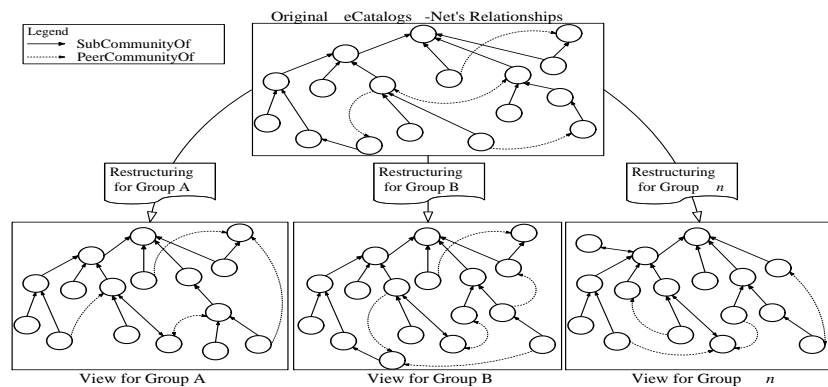 Original eCatalogs -Net's Relationships
Legend
SubCommunityOf
PeerCommunityOf
Restructuring
for Group A
Restructuring
for Group B
Restructuring
for Group n
View for Group A
View for Group B
View for Group n